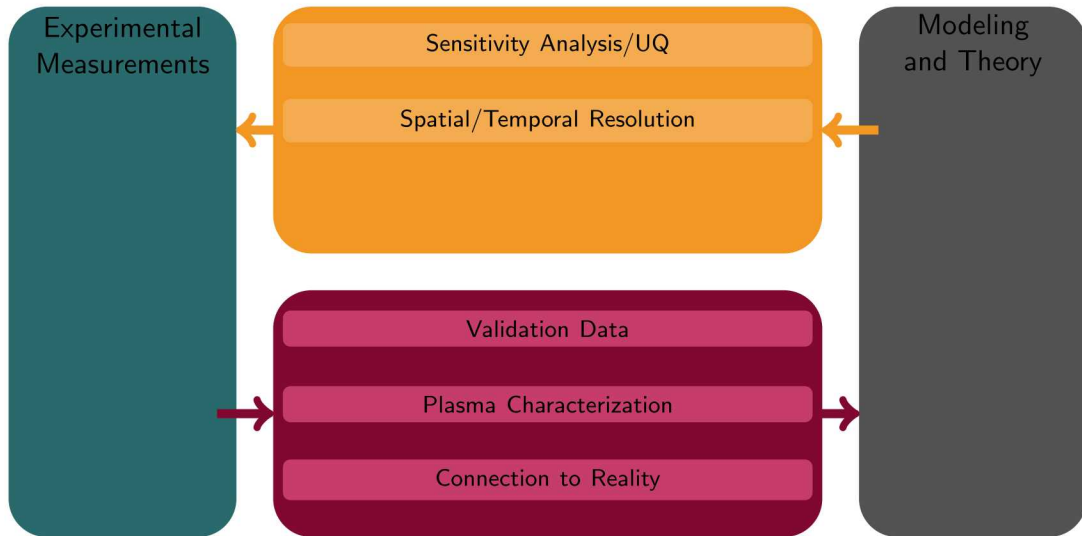 Experimental
Measurements
Sensitivity Analysis/UQ
Spatial/Temporal Resolution
Modeling
and Theory
Validation Data
Plasma Characterization
Connection to Reality